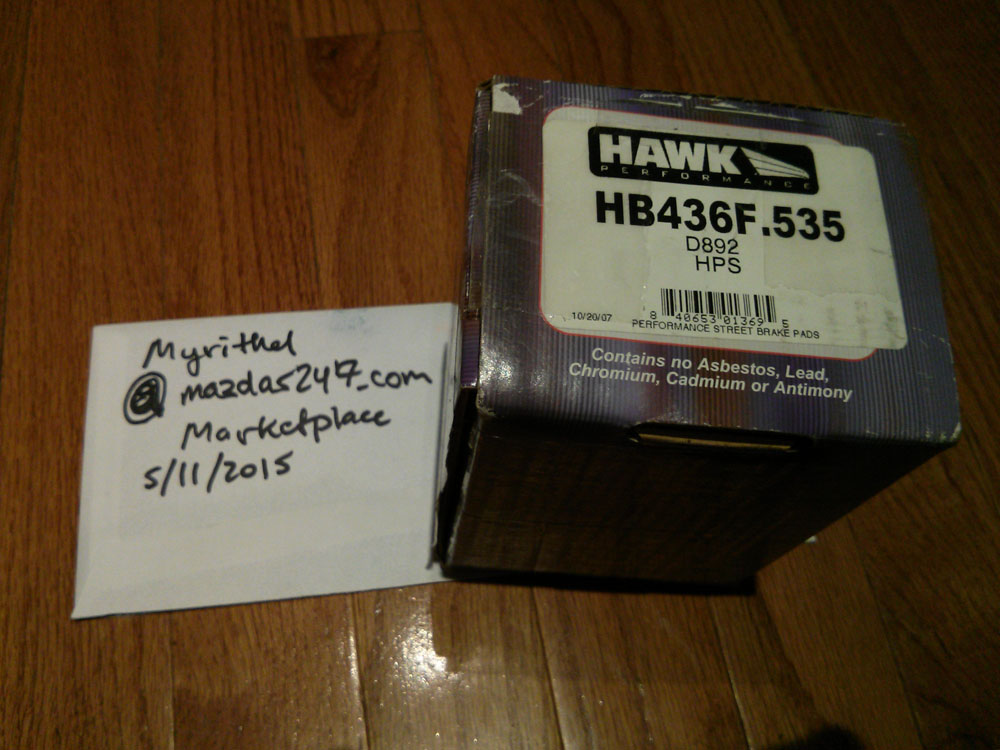 Myrithel
@ mazdas247.com
Marketplace
5/11/2015
HAWK
PERFORMANCE
HB436F.535
D892
HPS
10/20/07
8 40653 01369 5
PERFORMANCE STREET BRAKE PADS
Contains no Asbestos, Lead,
Chromium, Cadmium or Antimony